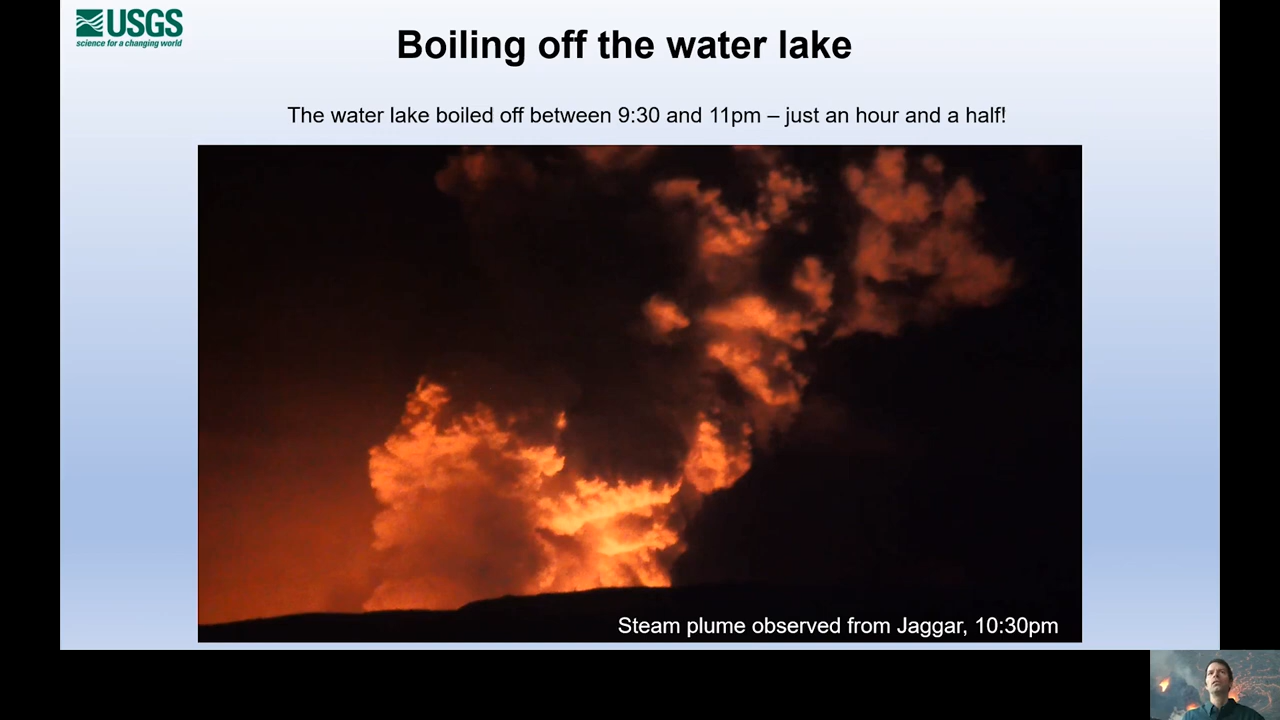 USGS
science for a changing world
Boiling off the water lake
The water lake boiled off between 9:30 and 11pm – just an hour and a half!
Steam plume observed from Jaggar, 10:30pm